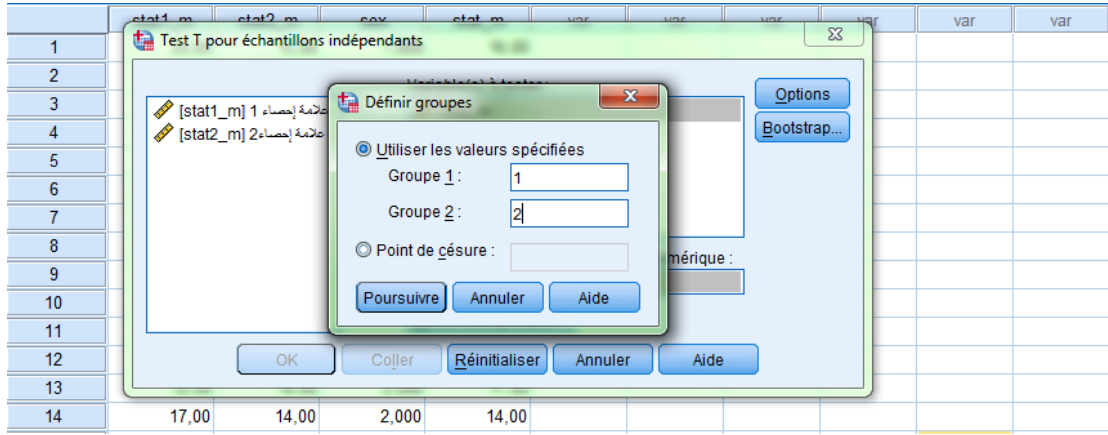 stat1_m stat2_m sex stat_m var var var var var var
Test T pour échantillons indépendants
1
2
3
4
5
6
7
8
9
10
11
12
13
14 17,00 14,00 2,000 14,00
علامة إحصاء 1 [stat1_m]
علامة إحصاء2 [stat2_m]
Options
Bootstrap...
Définir groupes
Utiliser les valeurs spécifiées
Groupe 1 : 1
Groupe 2 : 2
Point de césure :
Poursuivre Annuler Aide
OK Coller Réinitialiser Annuler Aide